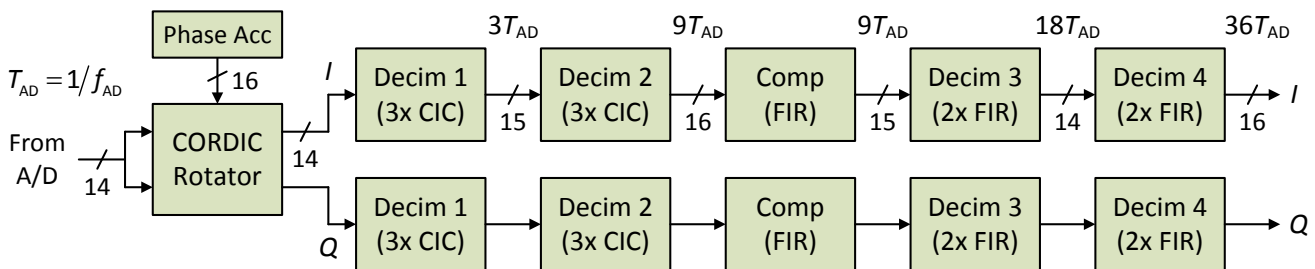 3T_AD 9T_AD 9T_AD 18T_AD 36T_AD
Phase Acc
T_AD = 1/f_AD
16
I
Decim 1
(3x CIC)
15
Decim 2
(3x CIC)
16
Comp
(FIR)
15
Decim 3
(2x FIR)
14
Decim 4
(2x FIR)
16
I
From
A/D
14
CORDIC
Rotator
14
Q
Decim 1
(3x CIC)
Decim 2
(3x CIC)
Comp
(FIR)
Decim 3
(2x FIR)
Decim 4
(2x FIR)
Q